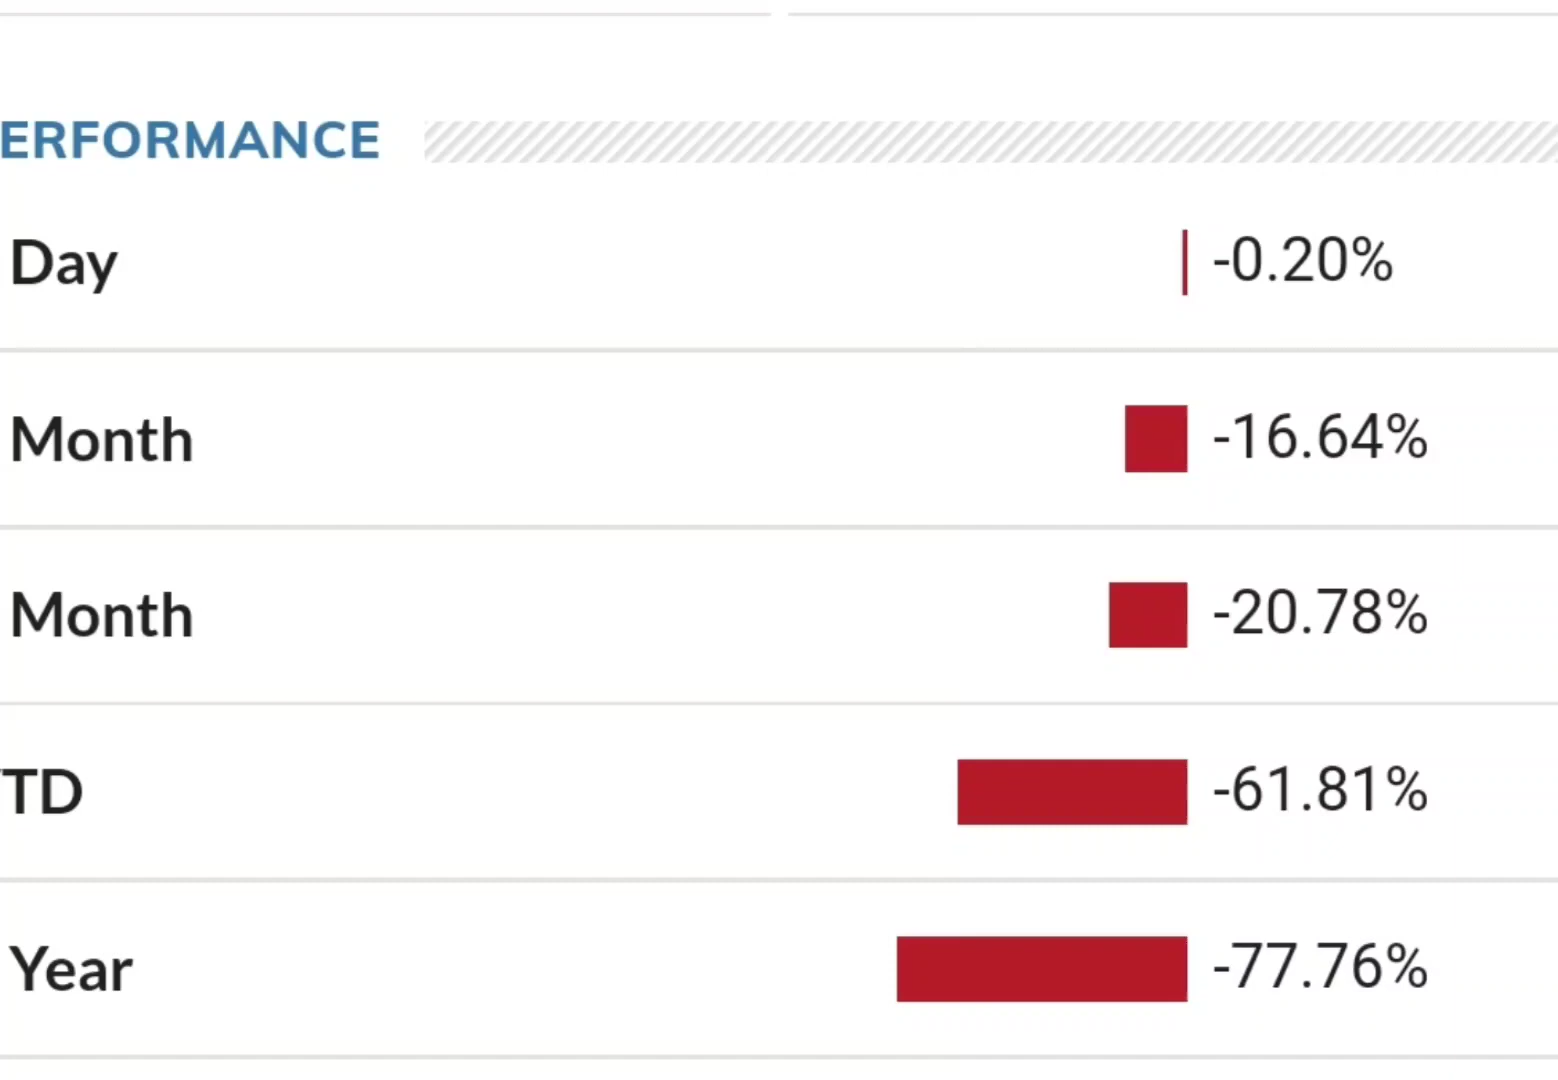 ERFORMANCE
Day -0.20%
Month -16.64%
Month -20.78%
TD -61.81%
Year -77.76%